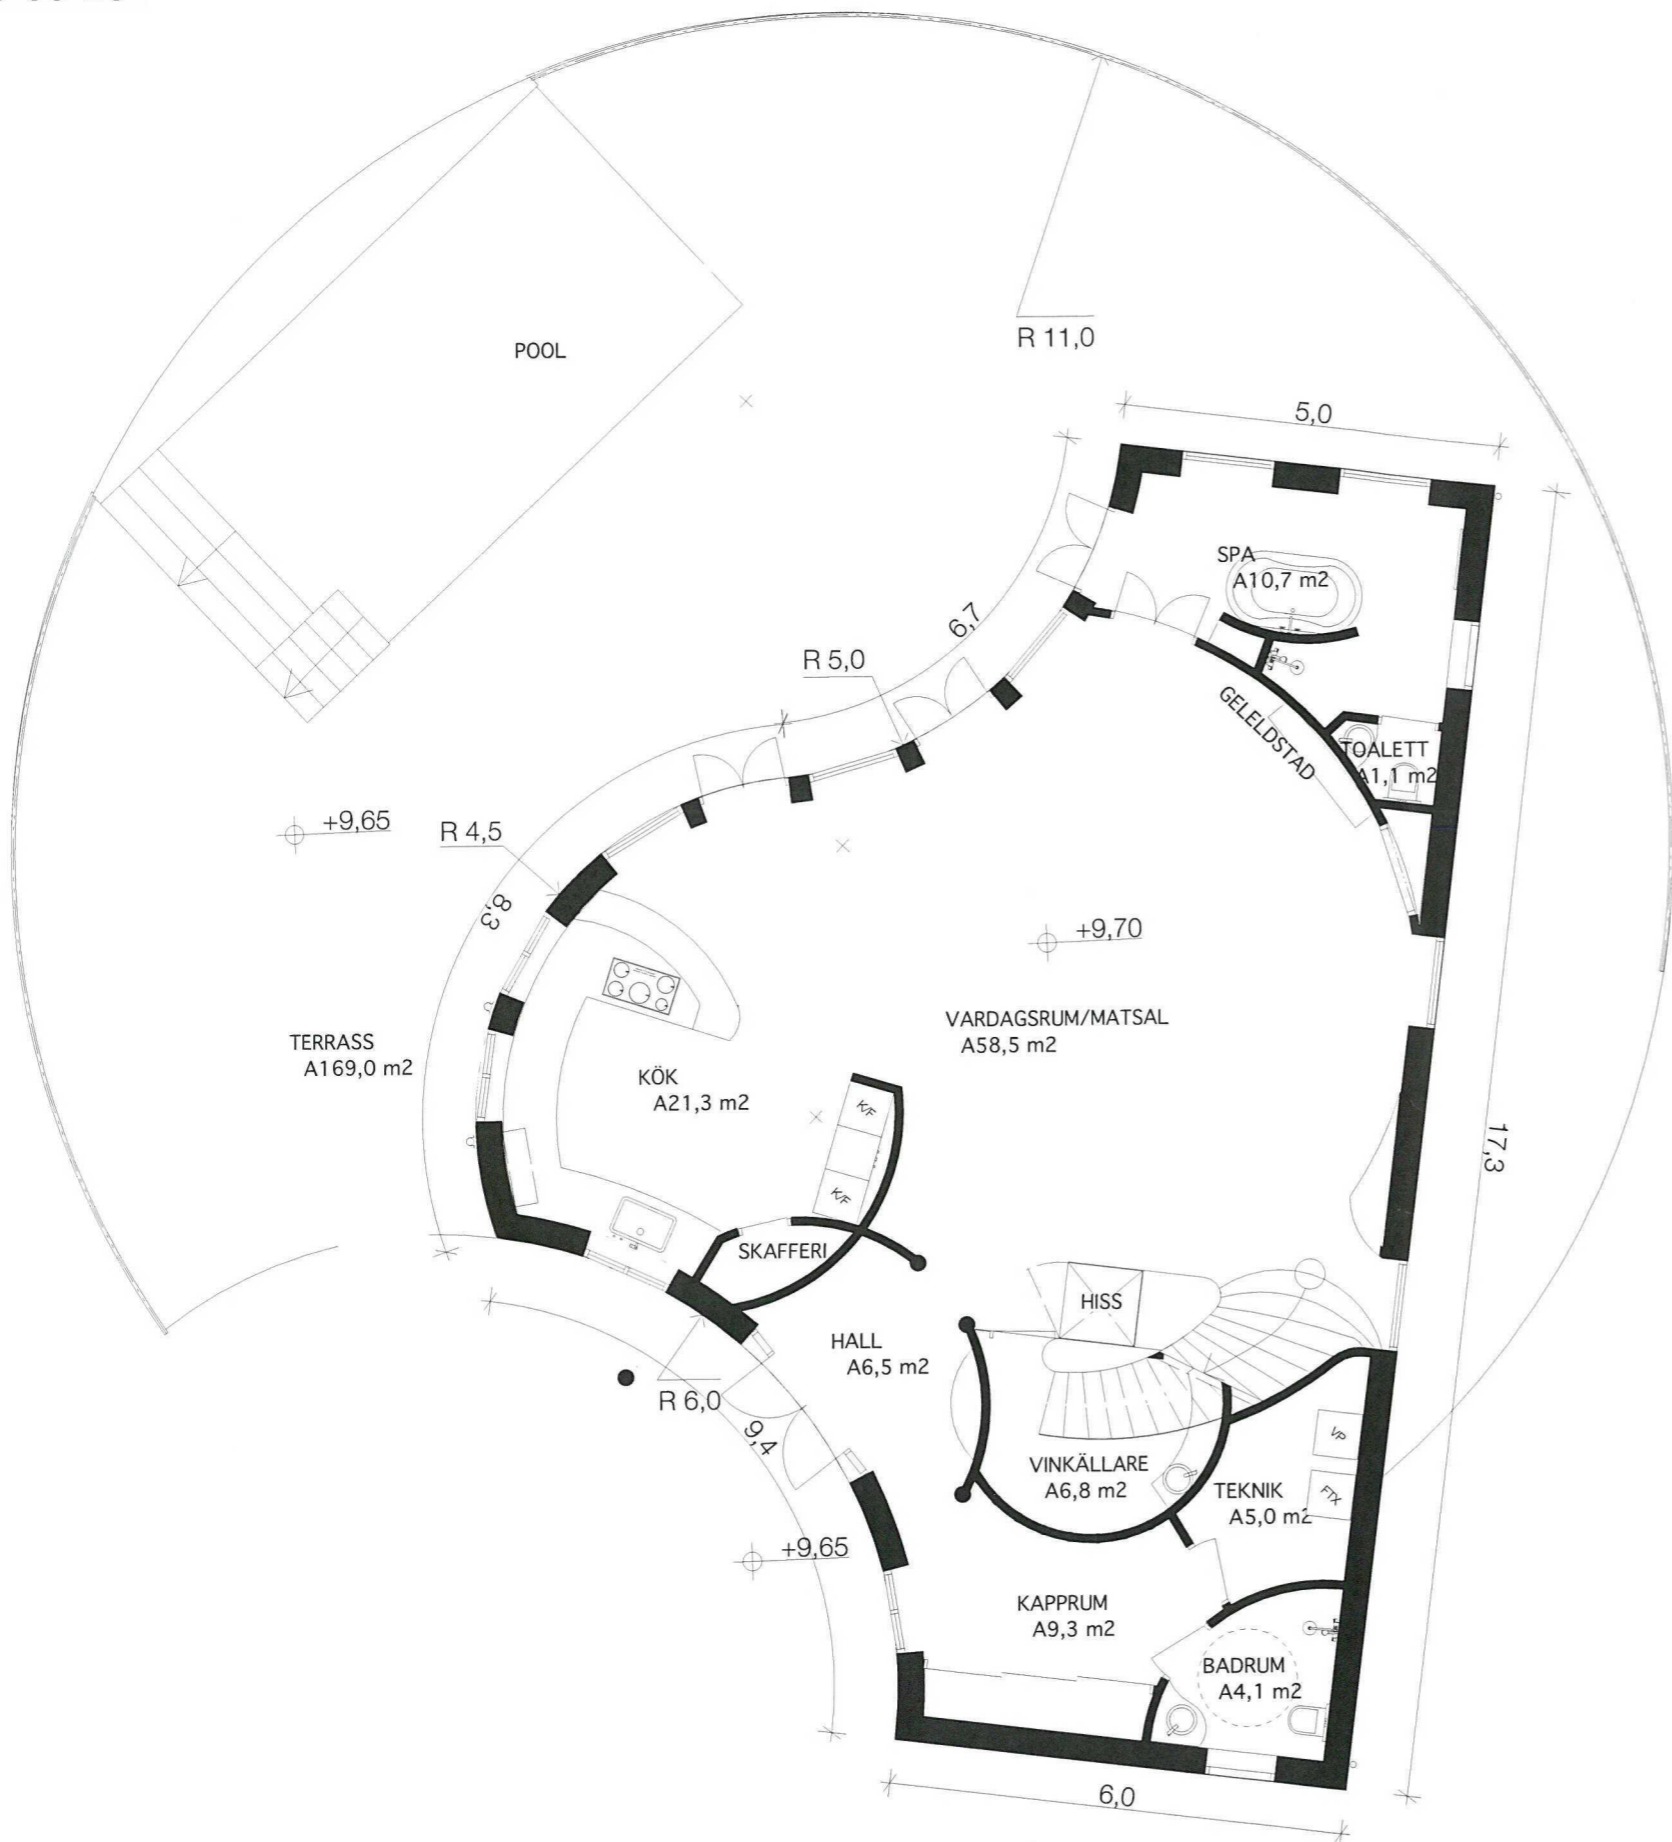 POOL
R 11,0
5,0
SPA
A10,7 m2
6,7
R 5,0
GELELDSTAD
TOALETT
A1,1 m2
+9,65
R 4,5
8,3
+9,70
TERRASS
A169,0 m2
VARDAGSRUM/MATSAL
A58,5 m2
KÖK
A21,3 m2
K/F
K/F
17,3
SKAFFERI
HISS
HALL
A6,5 m2
R 6,0
9,4
VINKÄLLARE
A6,8 m2
VP
TEKNIK
A5,0 m2
FTX
+9,65
KAPPRUM
A9,3 m2
BADRUM
A4,1 m2
6,0